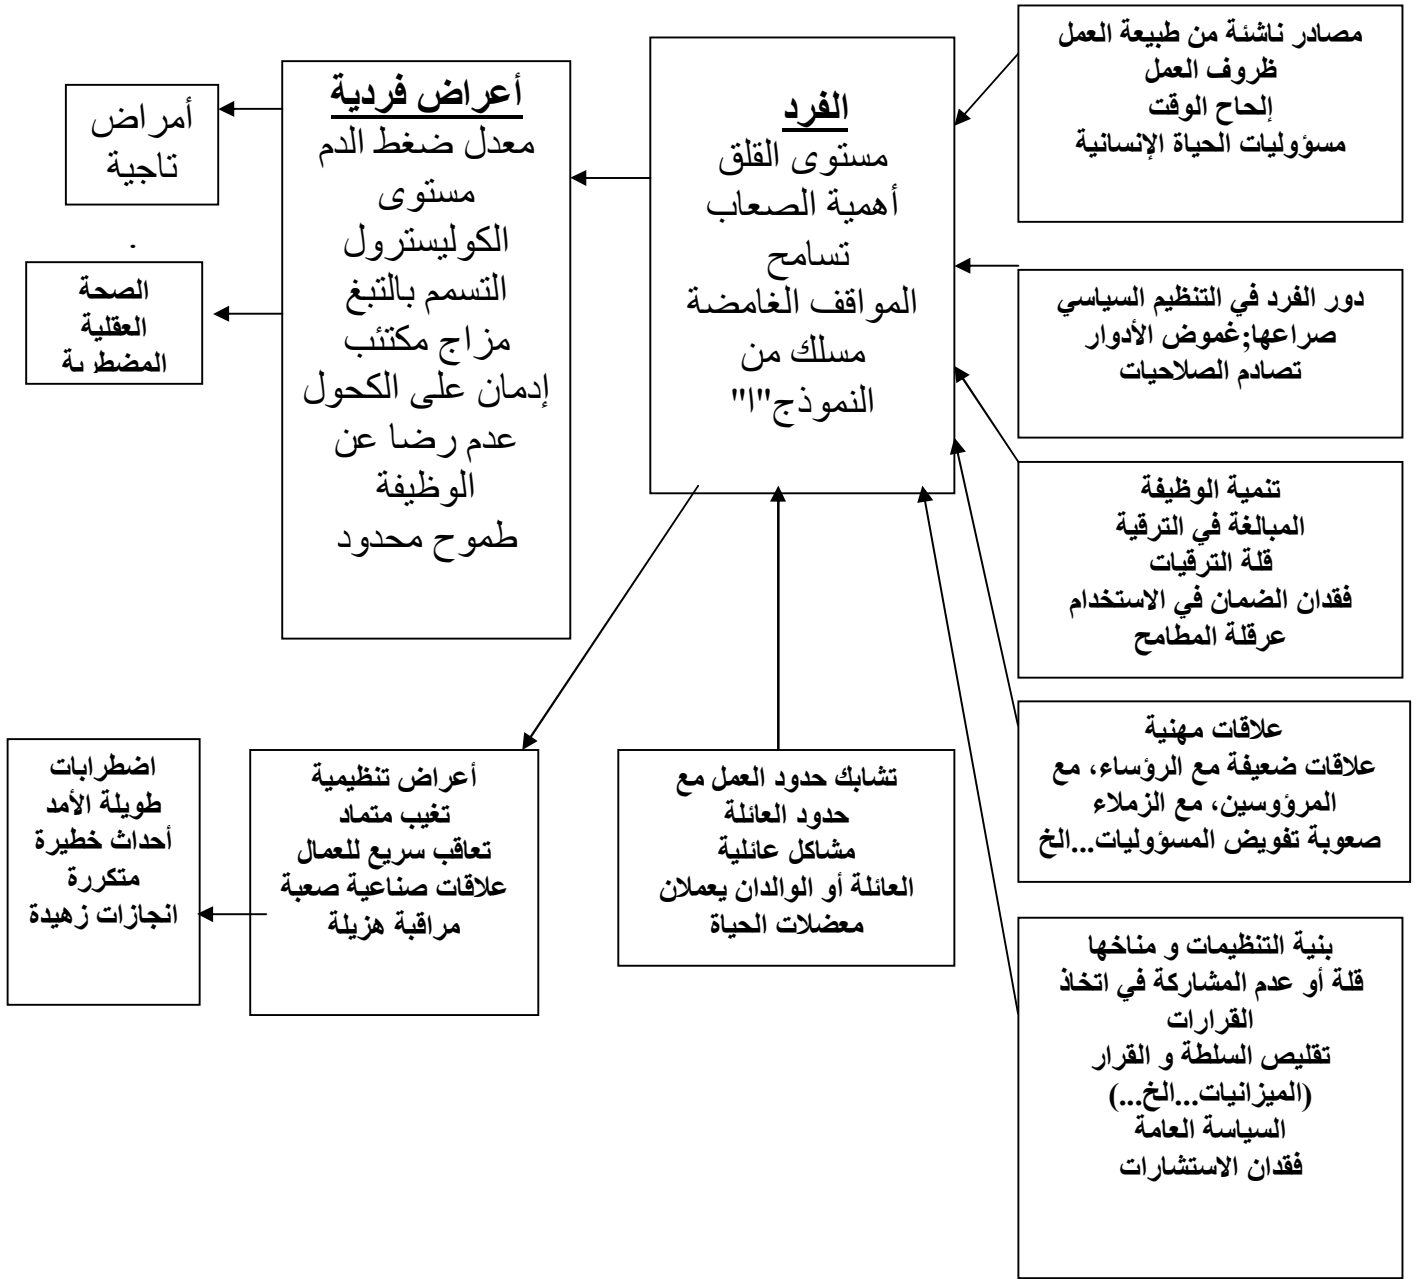 مصادر ناشئة من طبيعة العمل
ظروف العمل
إلحاح الوقت
مسؤوليات الحياة الإنسانية
دور الفرد في التنظيم السياسي
صراعها;غموض الأدوار
تصادم الصلاحيات
تنمية الوظيفة
المبالغة في الترقية
قلة الترقيات
فقدان الضمان في الاستخدام
عرقلة المطامح
علاقات مهنية
علاقات ضعيفة مع الرؤساء، مع
المرؤوسين، مع الزملاء
صعوبة تفويض المسؤوليات...الخ
بنية التنظيمات و مناخها
قلة أو عدم المشاركة في اتخاذ
القرارات
تقليص السلطة و القرار
(الميزانيات...الخ...)
السياسة العامة
فقدان الاستشارات
الفرد
مستوى القلق
أهمية الصعاب
تسامح
المواقف الغامضة
مسلك من
النموذج"ا"
تشابك حدود العمل مع
حدود العائلة
مشاكل عائلية
العائلة أو الوالدان يعملان
معضلات الحياة
أعراض فردية
معدل ضغط الدم
مستوى
الكوليسترول
التسمم بالتبغ
مزاج مكتئب
إدمان على الكحول
عدم رضا عن
الوظيفة
طموح محدود
أعراض تنظيمية
تغيب متماد
تعاقب سريع للعمال
علاقات صناعية صعبة
مراقبة هزيلة
أمراض
تاجية
.
الصحة
العقلية
المضطربة
اضطرابات
طويلة الأمد
أحداث خطيرة
متكررة
انجازات زهيدة